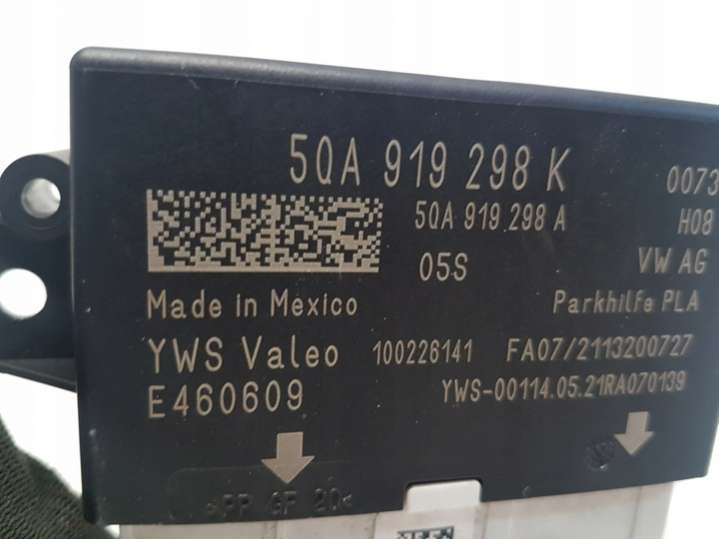 5QA 919 298 K 0073
5QA 919 298 A H08
05S VW AG
Made in Mexico Parkhilfe PLA
YWS Valeo 100226141 FA07/2113200727
E460609 YWS-00114.05.21RA070139
>PP GF 20<